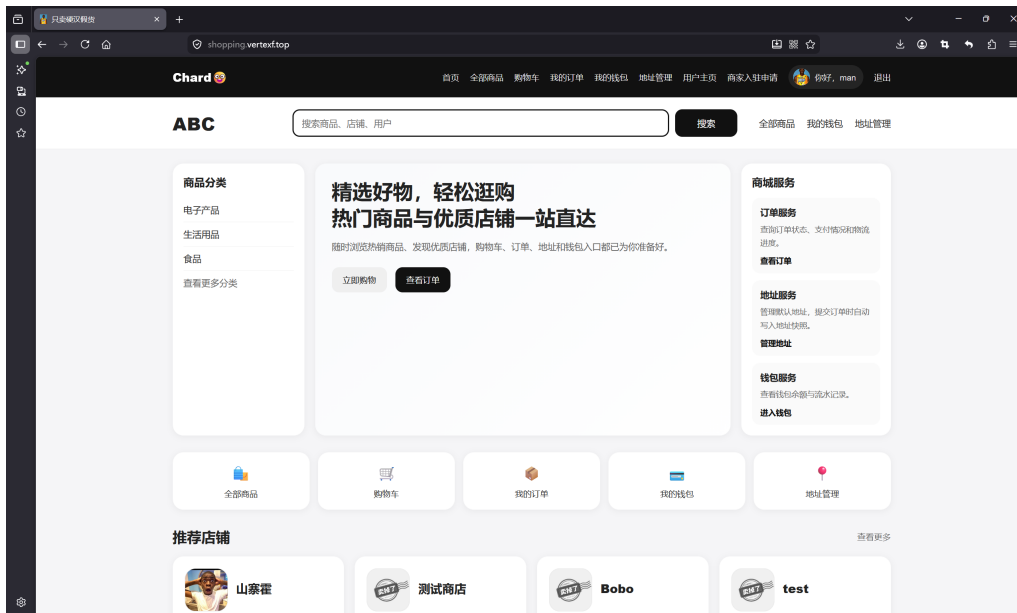 只卖硬汉假货
shopping.vertexf.top
Chard
首页 全部商品 购物车 我的订单 我的钱包 地址管理 用户主页 商家入驻申请 你好，man 退出
ABC
搜索商品、店铺、用户
搜索
全部商品 我的钱包 地址管理
商品分类
电子产品
生活用品
食品
查看更多分类
精选好物，轻松逛购
热门商品与优质店铺一站直达
随时浏览热销商品、发现优质店铺，购物车、订单、地址和钱包入口都已为你准备好。
立即购物 查看订单
商城服务
订单服务
查询订单状态、支付情况和物流
进度。
查看订单
地址服务
管理默认地址，提交订单时自动
写入地址快照。
管理地址
钱包服务
查看钱包余额与流水记录。
进入钱包
全部商品 购物车 我的订单 我的钱包 地址管理
推荐店铺
查看更多
山寨霍
卖掉了 测试商店
卖掉了 Bobo
卖掉了 test